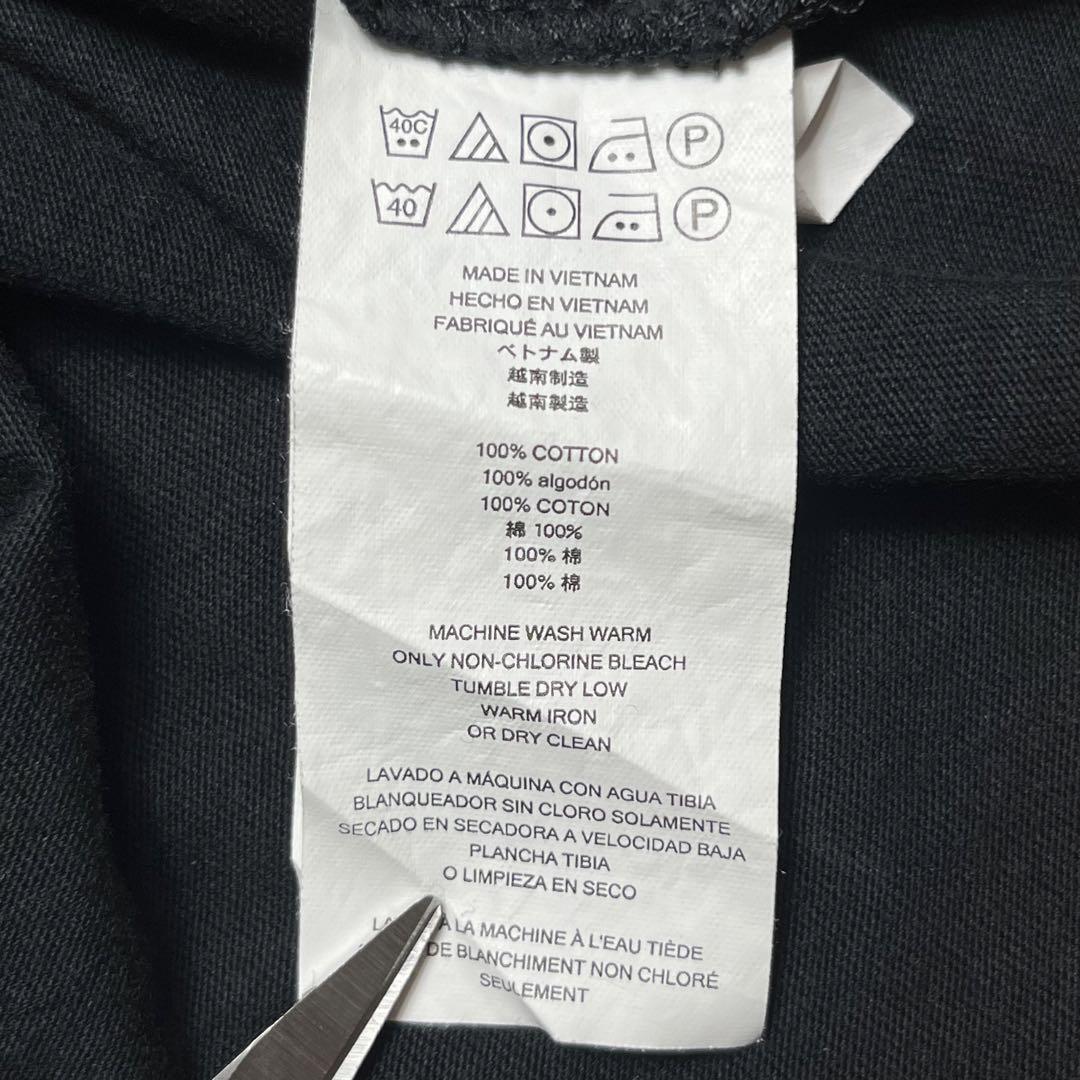 40C P
40 P
MADE IN VIETNAM
HECHO EN VIETNAM
FABRIQUÉ AU VIETNAM
ベトナム製
越南制造
越南製造
100% COTTON
100% algodón
100% COTON
綿 100%
100% 棉
100% 棉
MACHINE WASH WARM
ONLY NON-CHLORINE BLEACH
TUMBLE DRY LOW
WARM IRON
OR DRY CLEAN
LAVADO A MÁQUINA CON AGUA TIBIA
BLANQUEADOR SIN CLORO SOLAMENTE
SECADO EN SECADORA A VELOCIDAD BAJA
PLANCHA TIBIA
O LIMPIEZA EN SECO
À LA MACHINE À L'EAU TIÈDE
DE BLANCHIMENT NON CHLORÉ
SEULEMENT